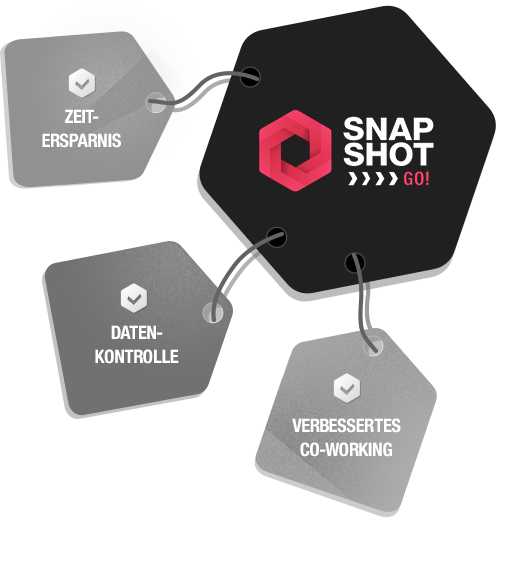 ZEIT-
ERSPARNIS
SNAP
SHOT
GO!
DATEN-
KONTROLLE
VERBESSERTES
CO-WORKING